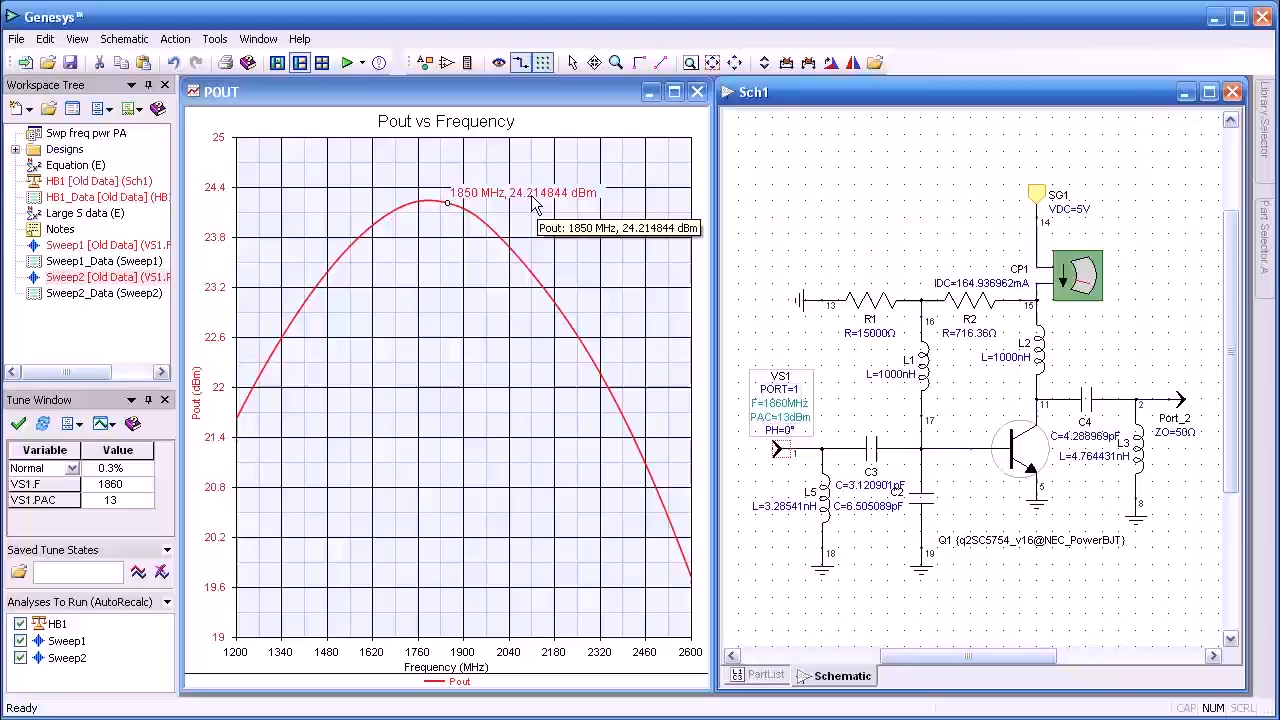 Genesys™
File Edit View Schematic Action Tools Window Help
Workspace Tree
Swp freq pwr PA
Designs
Equation (E)
HB1 [Old Data] (Sch1)
HB1_Data [Old Data] (HB1
Large S data (E)
Notes
Sweep1 [Old Data] (VS1.F
Sweep1_Data (Sweep1)
Sweep2 [Old Data] (VS1.F
Sweep2_Data (Sweep2)
Tune Window
Variable Value
Normal 0.3%
VS1.F 1860
VS1.PAC 13
Saved Tune States
Analyses To Run (AutoRecalc)
HB1
Sweep1
Sweep2
POUT
Pout vs Frequency
25
24.4
23.8
23.2
22.6
22
21.4
20.8
20.2
19.6
19
Pout (dBm)
1850 MHz, 24.214844 dBm
Pout: 1850 MHz, 24.214844 dBm
1200 1340 1480 1620 1760 1900 2040 2180 2320 2460 2600
Frequency (MHz)
Pout
Sch1
SG1
VDC=5V
14
CP1
IDC=164.936962mA
13
R1
R=15000Ω
16
R2
R=716.36Ω
15
L2
L=1000nH
L1
L=1000nH
VS1
PORT=1
F=1860MHz
PAC=13dBm
PH=0°
1
17
11
C4
C=4.288969pF
2
Port_2
ZO=50Ω
L3
L=4.764431nH
C3
C=3.120901pF
L5
L=3.28541nH
C2
C=6.505089pF
5
8
18
19
Q1 {q2SC5754_v16@NEC_PowerBJT}
PartList Schematic
Library Selector
Part Selector A
Ready
CAP NUM SCRL